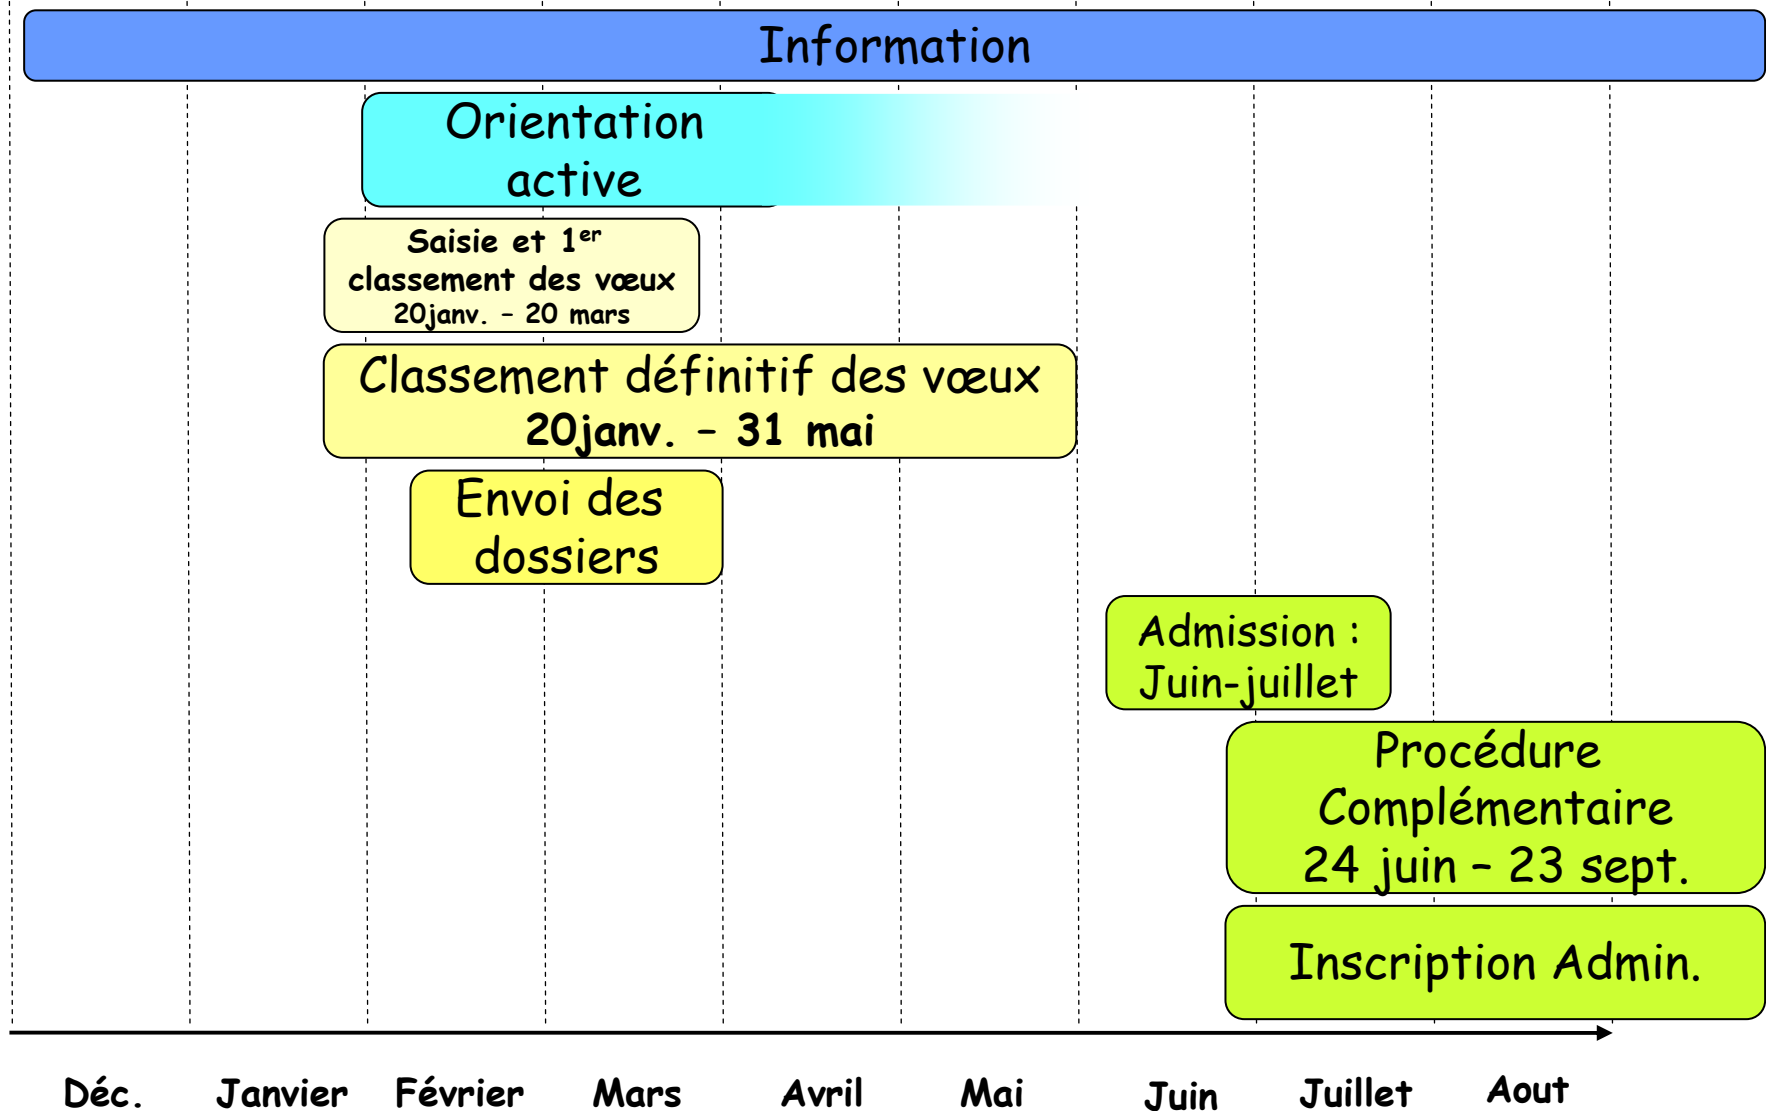 Information
Orientation
active
Saisie et 1er
classement des vœux
20janv. – 20 mars
Classement définitif des vœux
20janv. – 31 mai
Envoi des
dossiers
Admission :
Juin-juillet
Procédure
Complémentaire
24 juin – 23 sept.
Inscription Admin.
Déc. Janvier Février Mars Avril Mai Juin Juillet Aout